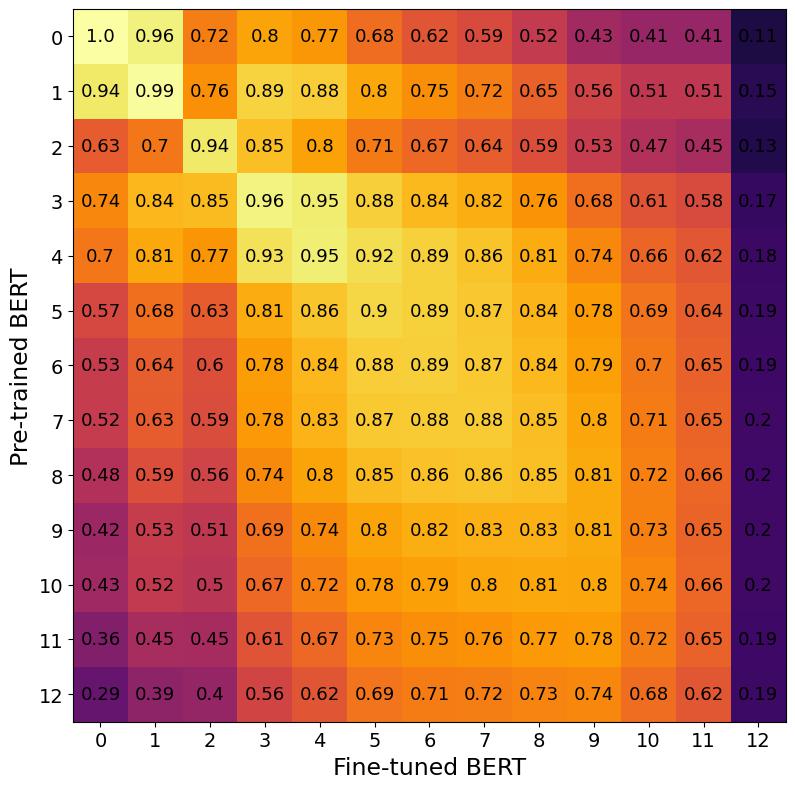 0 1.0 0.96 0.72 0.8 0.77 0.68 0.62 0.59 0.52 0.43 0.41 0.41 0.11
1 0.94 0.99 0.76 0.89 0.88 0.8 0.75 0.72 0.65 0.56 0.51 0.51 0.15
2 0.63 0.7 0.94 0.85 0.8 0.71 0.67 0.64 0.59 0.53 0.47 0.45 0.13
3 0.74 0.84 0.85 0.96 0.95 0.88 0.84 0.82 0.76 0.68 0.61 0.58 0.17
4 0.7 0.81 0.77 0.93 0.95 0.92 0.89 0.86 0.81 0.74 0.66 0.62 0.18
5 0.57 0.68 0.63 0.81 0.86 0.9 0.89 0.87 0.84 0.78 0.69 0.64 0.19
6 0.53 0.64 0.6 0.78 0.84 0.88 0.89 0.87 0.84 0.79 0.7 0.65 0.19
7 0.52 0.63 0.59 0.78 0.83 0.87 0.88 0.88 0.85 0.8 0.71 0.65 0.2
8 0.48 0.59 0.56 0.74 0.8 0.85 0.86 0.86 0.85 0.81 0.72 0.66 0.2
9 0.42 0.53 0.51 0.69 0.74 0.8 0.82 0.83 0.83 0.81 0.73 0.65 0.2
10 0.43 0.52 0.5 0.67 0.72 0.78 0.79 0.8 0.81 0.8 0.74 0.66 0.2
11 0.36 0.45 0.45 0.61 0.67 0.73 0.75 0.76 0.77 0.78 0.72 0.65 0.19
12 0.29 0.39 0.4 0.56 0.62 0.69 0.71 0.72 0.73 0.74 0.68 0.62 0.19
0 1 2 3 4 5 6 7 8 9 10 11 12
Fine-tuned BERT
Pre-trained BERT